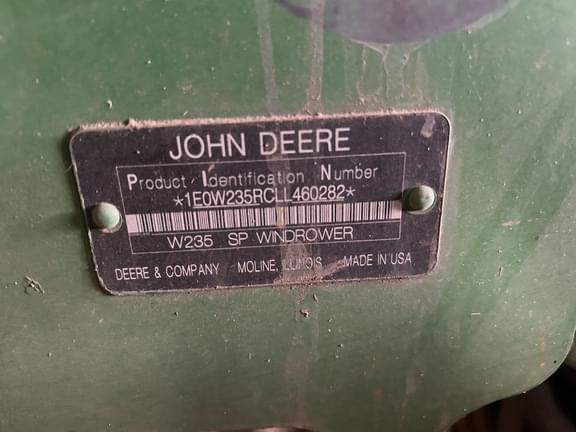 JOHN DEERE
Product Identification Number
*1E0W235RCLL460282*
W235 SP WINDROWER
DEERE & COMPANY MOLINE, ILLINOIS MADE IN USA